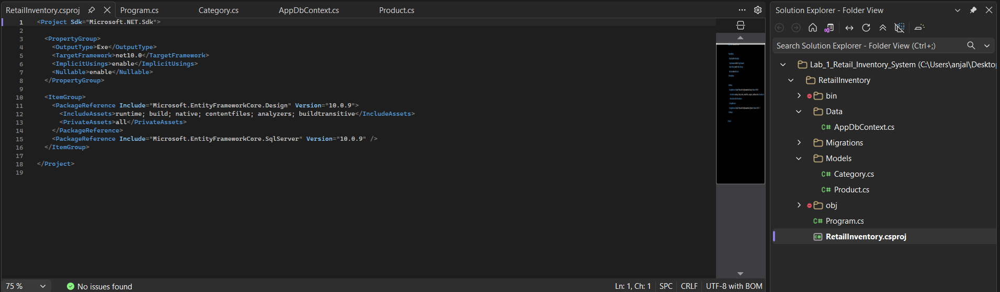 RetailInventory.csproj Program.cs Category.cs AppDbContext.cs Product.cs
1 <Project Sdk="Microsoft.NET.Sdk">
2
3 <PropertyGroup>
4 <OutputType>Exe</OutputType>
5 <TargetFramework>net10.0</TargetFramework>
6 <ImplicitUsings>enable</ImplicitUsings>
7 <Nullable>enable</Nullable>
8 </PropertyGroup>
9
10 <ItemGroup>
11 <PackageReference Include="Microsoft.EntityFrameworkCore.Design" Version="10.0.9">
12 <IncludeAssets>runtime; build; native; contentfiles; analyzers; buildtransitive</IncludeAssets>
13 <PrivateAssets>all</PrivateAssets>
14 </PackageReference>
15 <PackageReference Include="Microsoft.EntityFrameworkCore.SqlServer" Version="10.0.9" />
16 </ItemGroup>
17
18 </Project>
19
75 % No issues found Ln: 1, Ch: 1 SPC CRLF UTF-8 with BOM
Solution Explorer - Folder View
Search Solution Explorer - Folder View (Ctrl+;)
Lab_1_Retail_Inventory_System (C:\Users\anjal\Deskto
RetailInventory
bin
Data
C# AppDbContext.cs
Migrations
Models
C# Category.cs
C# Product.cs
obj
C# Program.cs
C# RetailInventory.csproj